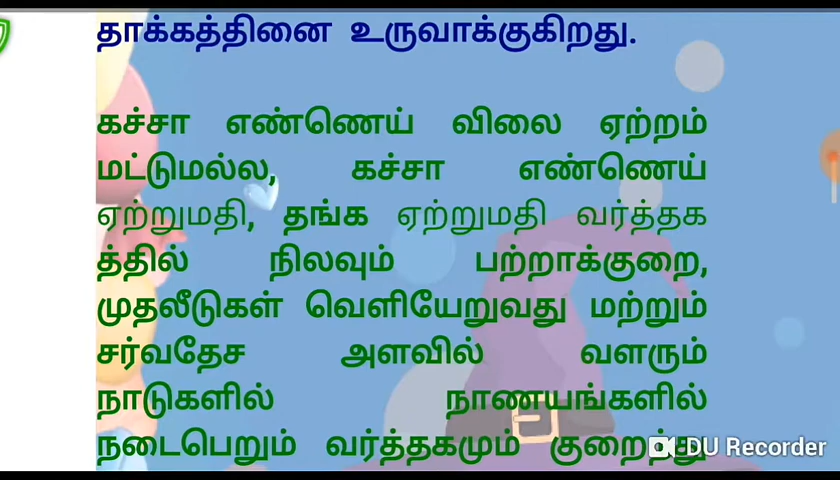 தாக்கத்தினை உருவாக்குகிறது.
கச்சா எண்ணெய் விலை ஏற்றம்
மட்டுமல்ல, கச்சா எண்ணெய்
ஏற்றுமதி, தங்க ஏற்றுமதி வர்த்தக
த்தில் நிலவும் பற்றாக்குறை,
முதலீடுகள் வெளியேறுவது மற்றும்
சர்வதேச அளவில் வளரும்
நாடுகளில் நாணயங்களில்
நடைபெறும் வர்த்தகமும் குறைந்து
DU Recorder